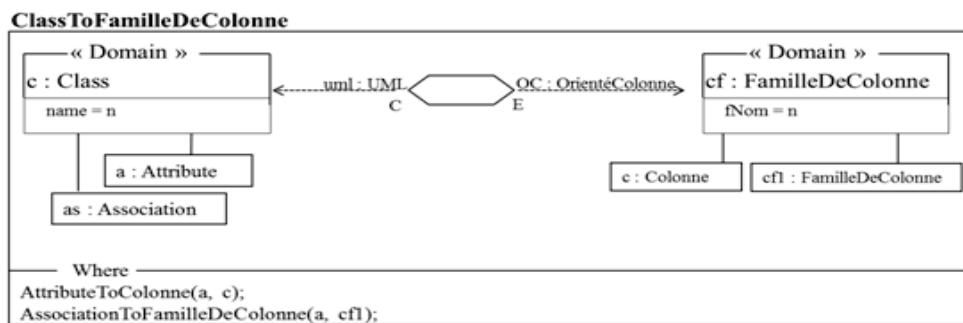 ClassToFamilleDeColonne
« Domain »
« Domain »
c : Class
uml : UML
OC : OrientéColonne
cf : FamilleDeColonne
name = n
C
E
fNom = n
a : Attribute
c : Colonne
cf1 : FamilleDeColonne
as : Association
Where
AttributeToColonne(a, c);
AssociationToFamilleDeColonne(a, cf1);